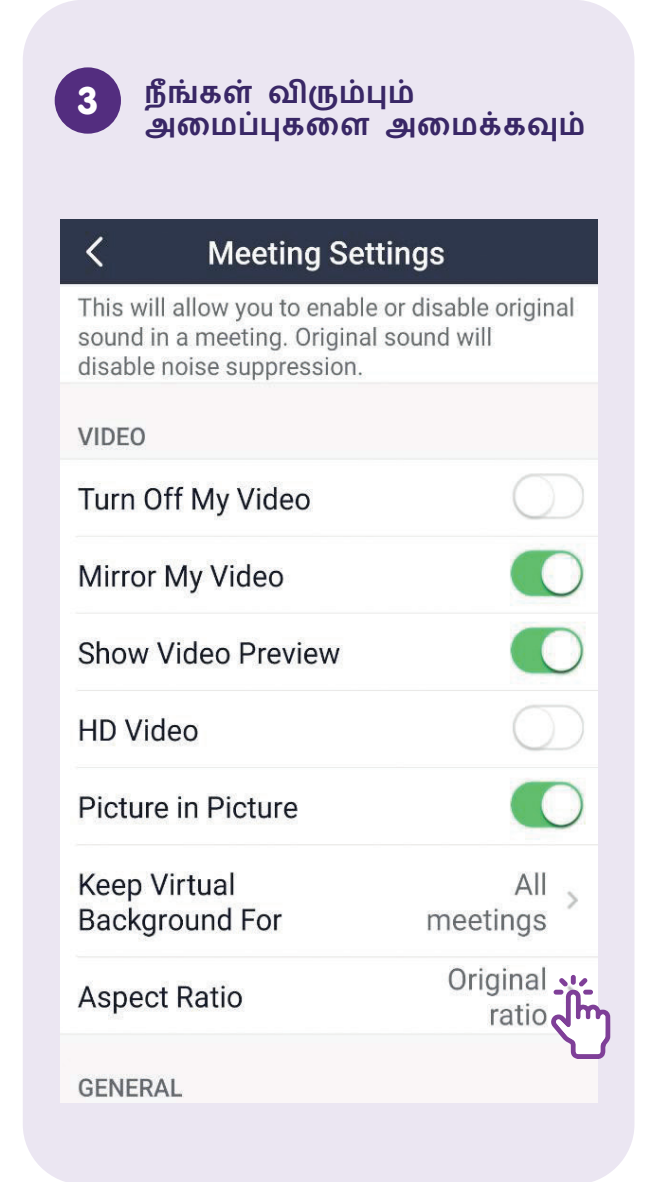 3 நீங்கள் விரும்பும்
அமைப்புகளை அமைக்கவும்
Meeting Settings
This will allow you to enable or disable original
sound in a meeting. Original sound will
disable noise suppression.
VIDEO
Turn Off My Video
Mirror My Video
Show Video Preview
HD Video
Picture in Picture
Keep Virtual
Background For
All
meetings
Aspect Ratio
Original
ratio
GENERAL